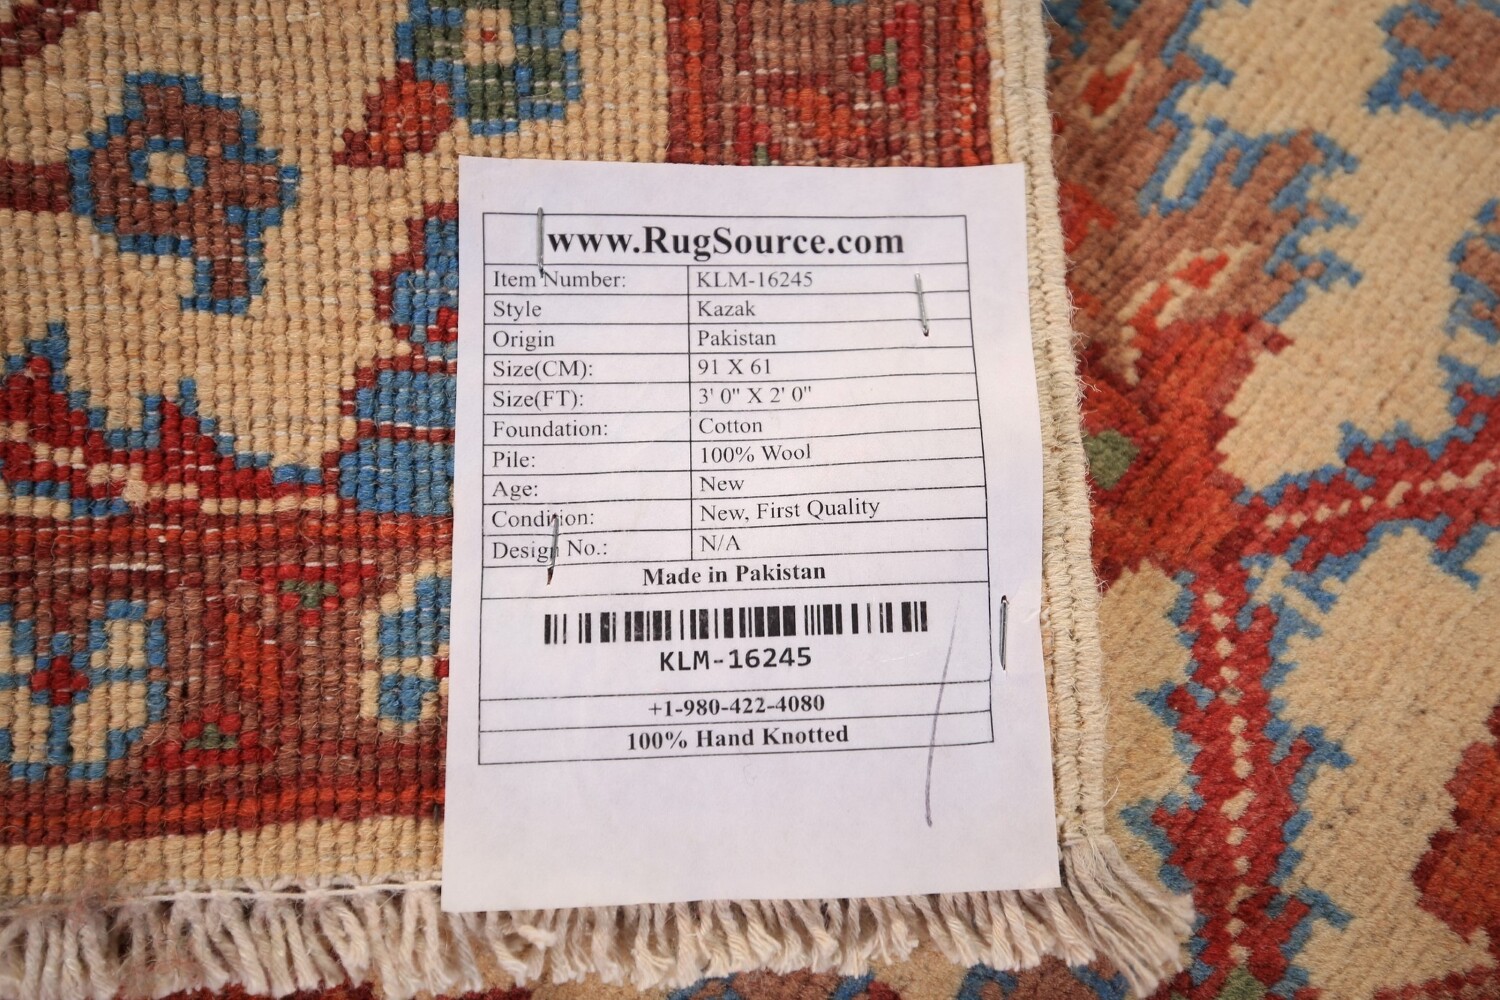 www.RugSource.com
Item Number: KLM-16245
Style Kazak
Origin Pakistan
Size(CM): 91 X 61
Size(FT): 3' 0" X 2' 0"
Foundation: Cotton
Pile: 100% Wool
Age: New
Condition: New, First Quality
Design No.: N/A
Made in Pakistan
KLM-16245
+1-980-422-4080
100% Hand Knotted